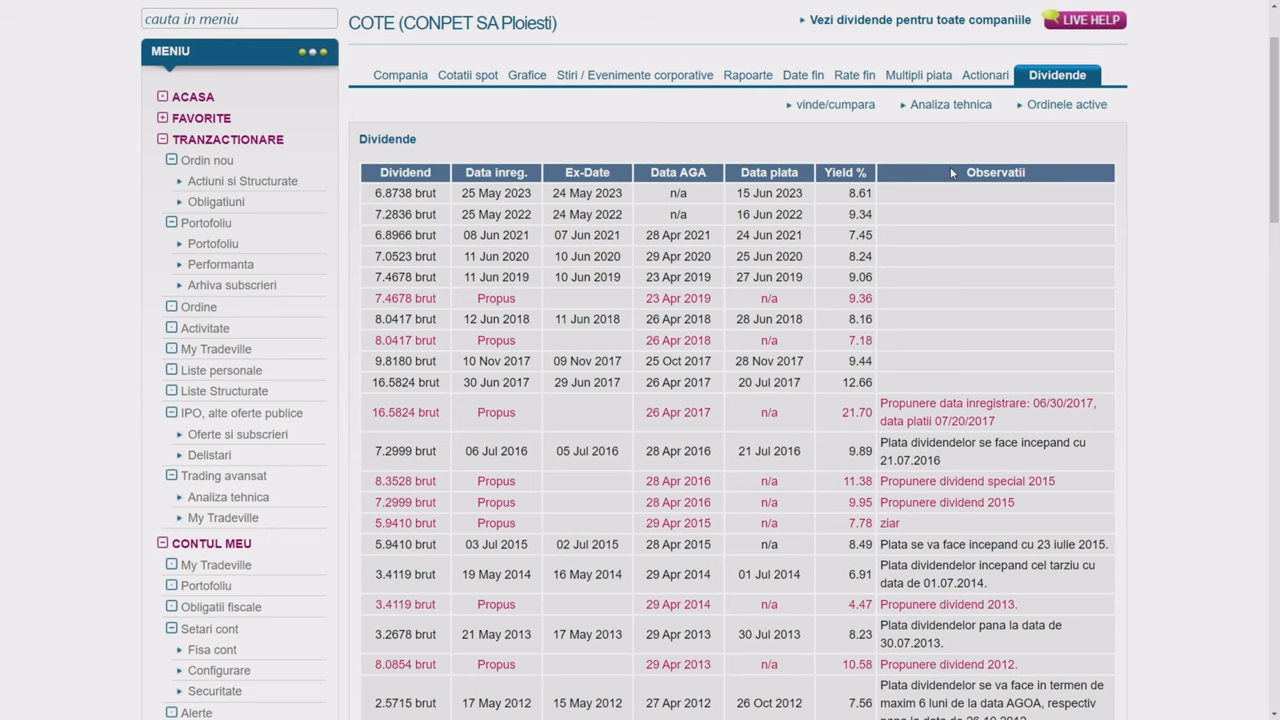 cauta in meniu
COTE (CONPET SA Ploiesti)
Vezi dividende pentru toate companiile
LIVE HELP
MENIU
ACASA
FAVORITE
TRANZACTIONARE
Ordin nou
Actiuni si Structurate
Obligatiuni
Portofoliu
Portofoliu
Performanta
Arhiva subscrieri
Ordine
Activitate
My Tradeville
Liste personale
Liste Structurate
IPO, alte oferte publice
Oferte si subscrieri
Delistari
Trading avansat
Analiza tehnica
My Tradeville
CONTUL MEU
My Tradeville
Portofoliu
Obligatii fiscale
Setari cont
Fisa cont
Configurare
Securitate
Alerte
Compania Cotatii spot Grafice Stiri / Evenimente corporative Rapoarte Date fin Rate fin Multipli piata Actionari Dividende
vinde/cumpara Analiza tehnica Ordinele active
Dividende
Dividend Data inreg. Ex-Date Data AGA Data plata Yield % Observatii
6.8738 brut 25 May 2023 24 May 2023 n/a 15 Jun 2023 8.61
7.2836 brut 25 May 2022 24 May 2022 n/a 16 Jun 2022 9.34
6.8966 brut 08 Jun 2021 07 Jun 2021 28 Apr 2021 24 Jun 2021 7.45
7.0523 brut 11 Jun 2020 10 Jun 2020 29 Apr 2020 25 Jun 2020 8.24
7.4678 brut 11 Jun 2019 10 Jun 2019 23 Apr 2019 27 Jun 2019 9.06
7.4678 brut Propus 23 Apr 2019 n/a 9.36
8.0417 brut 12 Jun 2018 11 Jun 2018 26 Apr 2018 28 Jun 2018 8.16
8.0417 brut Propus 26 Apr 2018 n/a 7.18
9.8180 brut 10 Nov 2017 09 Nov 2017 25 Oct 2017 28 Nov 2017 9.44
16.5824 brut 30 Jun 2017 29 Jun 2017 26 Apr 2017 20 Jul 2017 12.66
16.5824 brut Propus 26 Apr 2017 n/a 21.70 Propunere data inregistrare: 06/30/2017,
data platii 07/20/2017
7.2999 brut 06 Jul 2016 05 Jul 2016 28 Apr 2016 21 Jul 2016 9.89 Plata dividendelor se face incepand cu
21.07.2016
8.3528 brut Propus 28 Apr 2016 n/a 11.38 Propunere dividend special 2015
7.2999 brut Propus 28 Apr 2016 n/a 9.95 Propunere dividend 2015
5.9410 brut Propus 29 Apr 2015 n/a 7.78 ziar
5.9410 brut 03 Jul 2015 02 Jul 2015 28 Apr 2015 n/a 8.49 Plata se va face incepand cu 23 iulie 2015.
3.4119 brut 19 May 2014 16 May 2014 29 Apr 2014 01 Jul 2014 6.91 Plata dividendelor incepand cel tarziu cu
data de 01.07.2014.
3.4119 brut Propus 29 Apr 2014 n/a 4.47 Propunere dividend 2013.
3.2678 brut 21 May 2013 17 May 2013 29 Apr 2013 30 Jul 2013 8.23 Plata dividendelor pana la data de
30.07.2013.
8.0854 brut Propus 29 Apr 2013 n/a 10.58 Propunere dividend 2012.
2.5715 brut 17 May 2012 15 May 2012 27 Apr 2012 26 Oct 2012 7.56 Plata dividendelor se va face in termen de
maxim 6 luni de la data AGOA, respectiv
pana la data de 26.10.2012